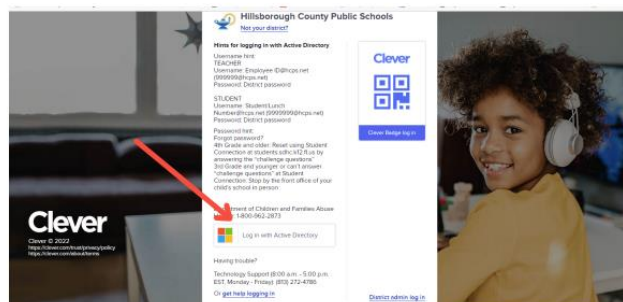 Hillsborough County Public Schools
Not your district?
Hints for logging in with Active Directory
Username hint:
TEACHER
Username: Employee ID@hcps.net
(999999@hcps.net)
Password: District password
STUDENT
Username: Student/Lunch
Number@hcps.net (9999999@hcps.net)
Password: District password
Password hint:
Forgot password?
4th Grade and older: Reset using Student
Connection at students.sdhc.k12.fl.us by
answering the "challenge questions"
3rd Grade and younger or can't answer
"challenge questions" at Student
Connection: Stop by the front office of your
child's school in person.
of Children and Families Abuse
1-800-962-2873
Log in with Active Directory
Having trouble?
Technology Support (8:00 a.m. - 5:00 p.m.
EST, Monday - Friday): (813) 272-4786
Or get help logging in
Clever
Clever Badge log in
District admin log in
Clever
Clever © 2022
https://clever.com/trust/privacy/policy
https://clever.com/about/terms